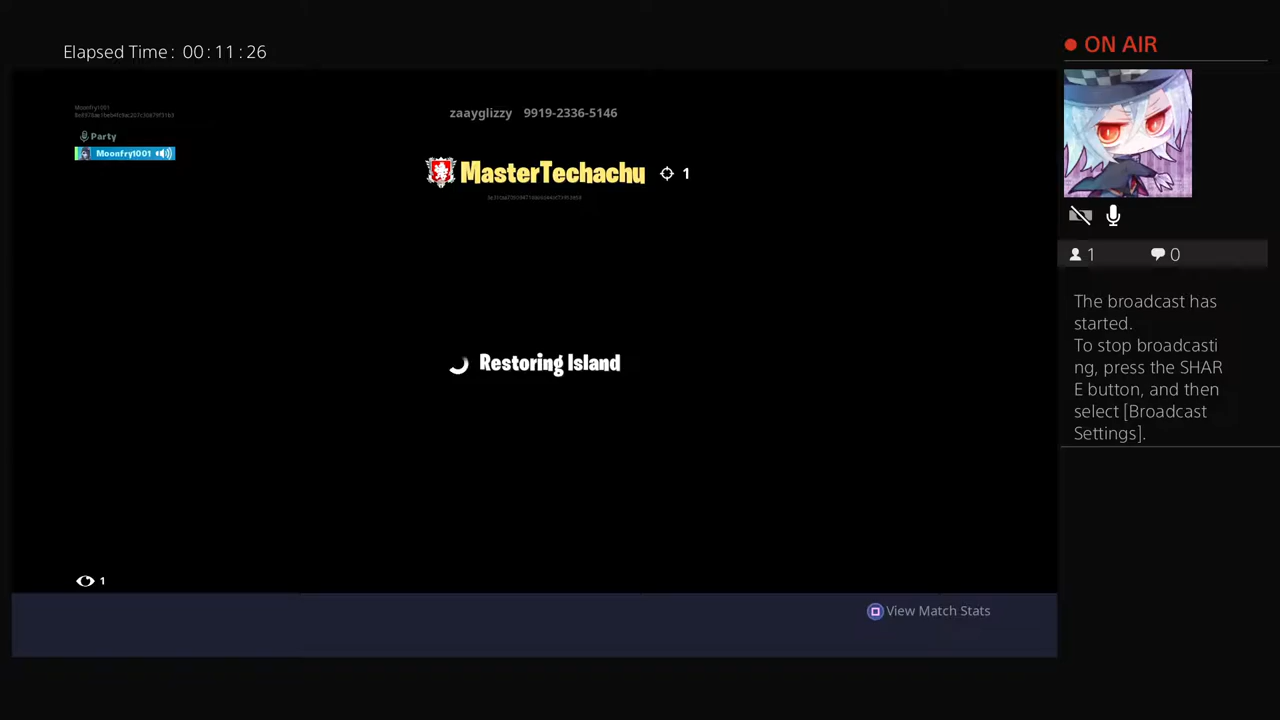 Elapsed Time: 00:11:26
ON AIR
Moonfry1001
zaayglizzy 9919-2336-5146
Party
Moonfry1001
MasterTechachu 1
1 0
Restoring Island
The broadcast has
started.
To stop broadcasti
ng, press the SHAR
E button, and then
select [Broadcast
Settings].
1
View Match Stats